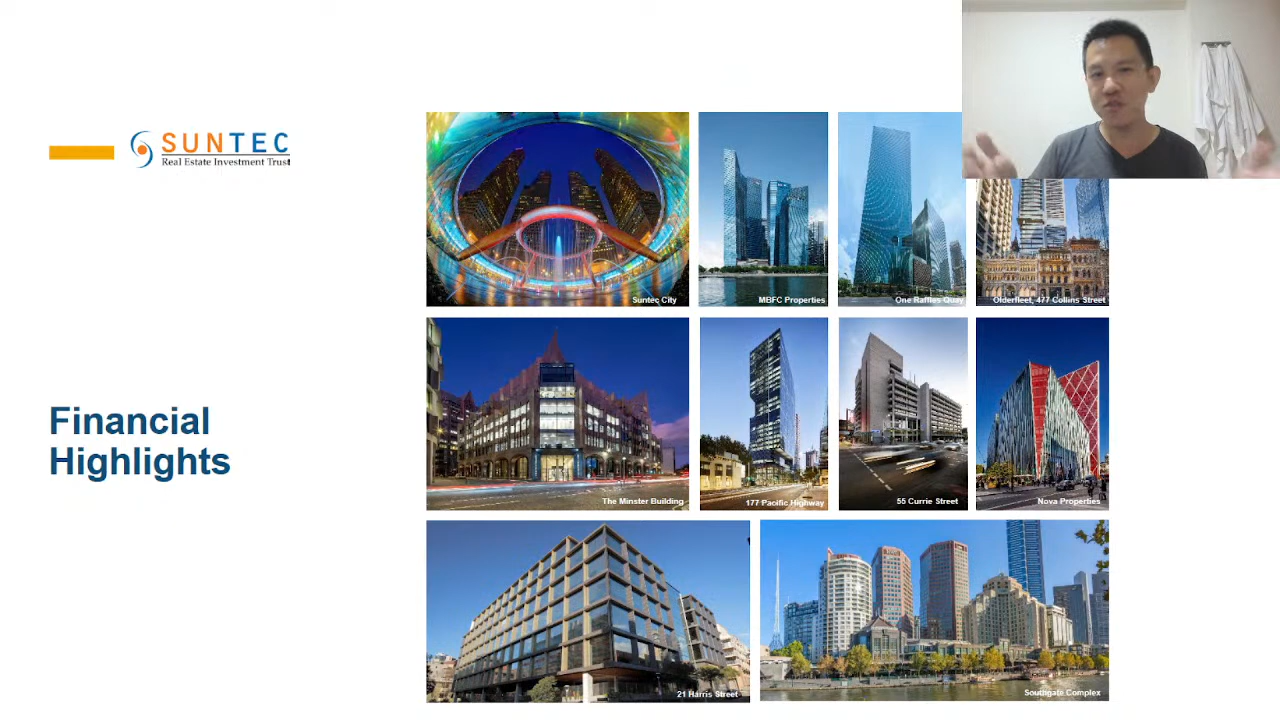 SUNTEC
Real Estate Investment Trust
Suntec City
MBFC Properties
One Raffles Quay
Olderfleet, 477 Collins Street
Financial
Highlights
The Minster Building
177 Pacific Highway
55 Currie Street
Nova Properties
21 Harris Street
Southgate Complex